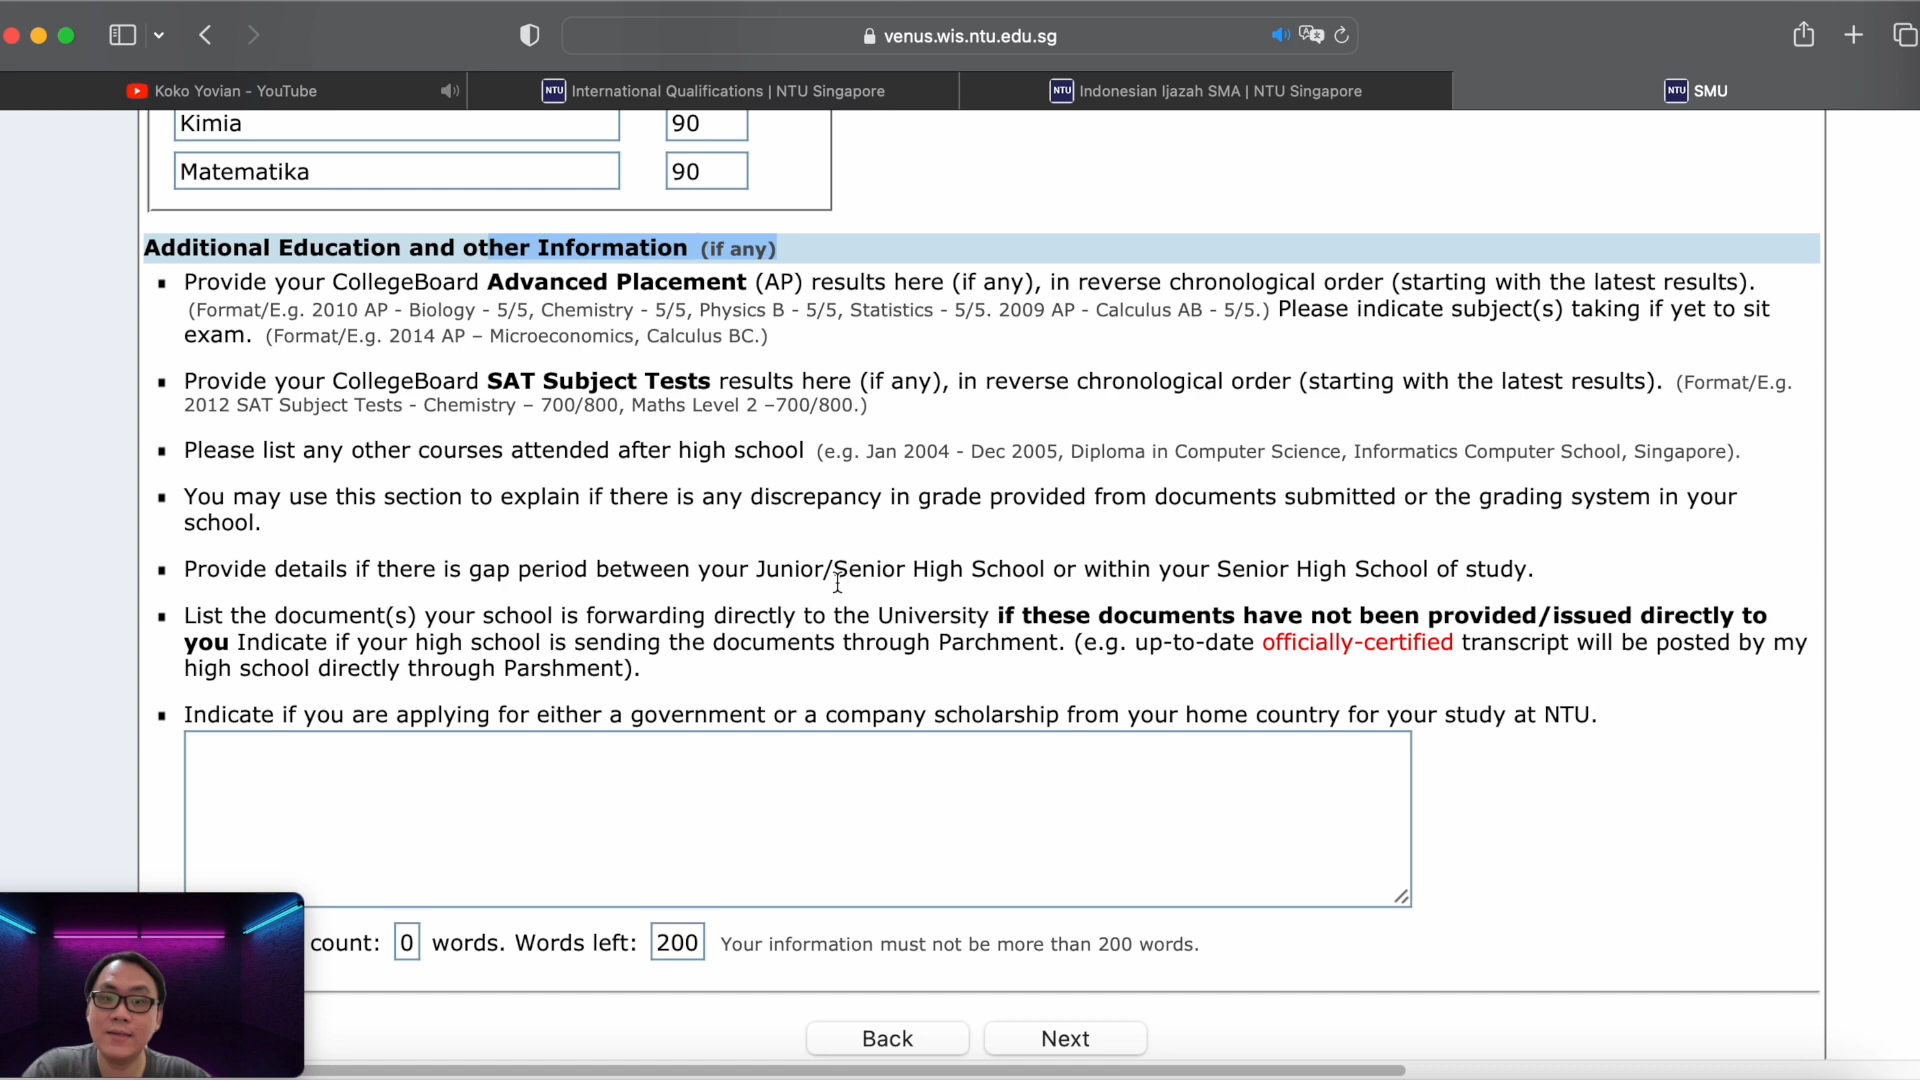 venus.wis.ntu.edu.sg
Koko Yovian - YouTube
NTU International Qualifications | NTU Singapore
NTU Indonesian Ijazah SMA | NTU Singapore
NTU SMU
Kimia 90
Matematika 90
Additional Education and other Information (if any)
Provide your CollegeBoard Advanced Placement (AP) results here (if any), in reverse chronological order (starting with the latest results).
(Format/E.g. 2010 AP - Biology - 5/5, Chemistry - 5/5, Physics B - 5/5, Statistics - 5/5. 2009 AP - Calculus AB - 5/5.) Please indicate subject(s) taking if yet to sit
exam. (Format/E.g. 2014 AP – Microeconomics, Calculus BC.)
Provide your CollegeBoard SAT Subject Tests results here (if any), in reverse chronological order (starting with the latest results). (Format/E.g.
2012 SAT Subject Tests - Chemistry – 700/800, Maths Level 2 –700/800.)
Please list any other courses attended after high school (e.g. Jan 2004 - Dec 2005, Diploma in Computer Science, Informatics Computer School, Singapore).
You may use this section to explain if there is any discrepancy in grade provided from documents submitted or the grading system in your
school.
Provide details if there is gap period between your Junior/Senior High School or within your Senior High School of study.
List the document(s) your school is forwarding directly to the University if these documents have not been provided/issued directly to
you Indicate if your high school is sending the documents through Parchment. (e.g. up-to-date officially-certified transcript will be posted by my
high school directly through Parshment).
Indicate if you are applying for either a government or a company scholarship from your home country for your study at NTU.
count: 0 words. Words left: 200 Your information must not be more than 200 words.
Back Next